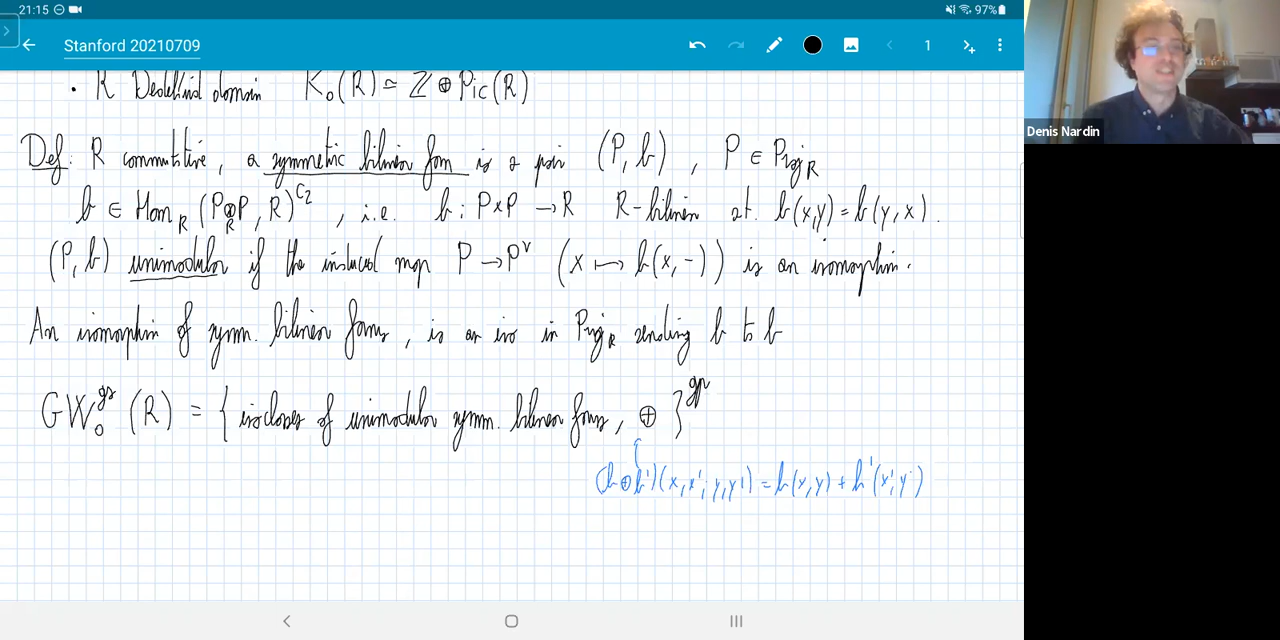 21:15
97%
Stanford 20210709
1
• R Dedekind domain K₀(R) ≃ ℤ ⊕ Pic(R)
Denis Nardin
Def: R commutative, a symmetric bilinear form is a pair (P, b), P ∈ Proj_R
b ∈ Hom_R (P⊗_R P, R)^{C₂}, i.e. b : P×P → R R-bilinear st. b(x,y) = b(y,x).
(P, b) unimodular if the induced map P → P^∨ (x ↦ b(x,-)) is an isomorphism.
An isomorphism of symm. bilinear forms, is an iso in Proj_R sending b to b
GW₀^{gs} (R) = { isoclasses of unimodular symm. bilinear forms, ⊕ }^{gp}
(b⊕b')(x,x';y,y') = b(x,y) + b'(x',y')